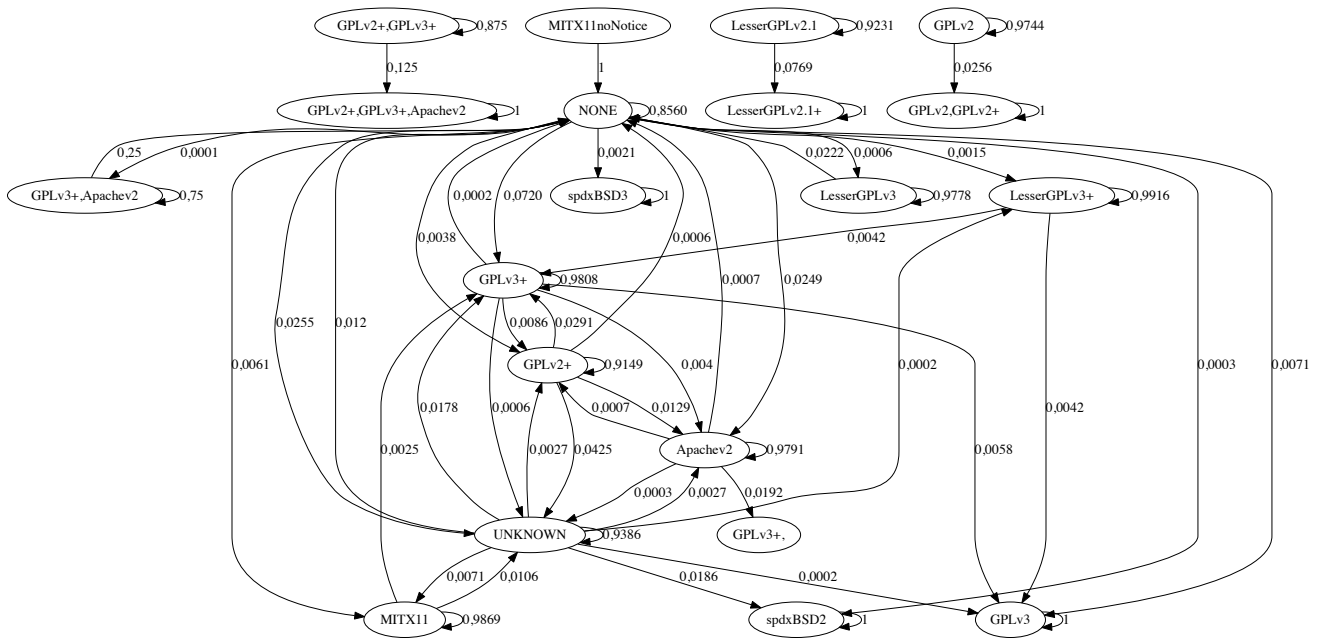 GPLv2+,GPLv3+ 0,875 MITX11noNotice LesserGPLv2.1 0,9231 GPLv2 0,9744
0,125 1 0,0769 0,0256
GPLv2+,GPLv3+,Apachev2 1 NONE 0,8560 LesserGPLv2.1+ 1 GPLv2,GPLv2+ 1
0,25 0,0001 0,0021 0,0222 0,0006 0,0015
GPLv3+,Apachev2 0,75 0,0002 0,0720 spdxBSD3 1 LesserGPLv3 0,9778 LesserGPLv3+ 0,9916
0,0038 0,0006 0,0042
GPLv3+ 0,9808 0,0007 0,0249
0,0255 0,012 0,0086 0,0291
0,0061 GPLv2+ 0,9149 0,004 0,0002 0,0003 0,0071
0,0178 0,0006 0,0007 0,0129 0,0042
0,0025 0,0027 0,0425 Apachev2 0,9791 0,0058
0,0003 0,0027 0,0192
UNKNOWN 0,9386 GPLv3+,
0,0071 0,0106 0,0186 0,0002
MITX11 0,9869 spdxBSD2 1 GPLv3 1